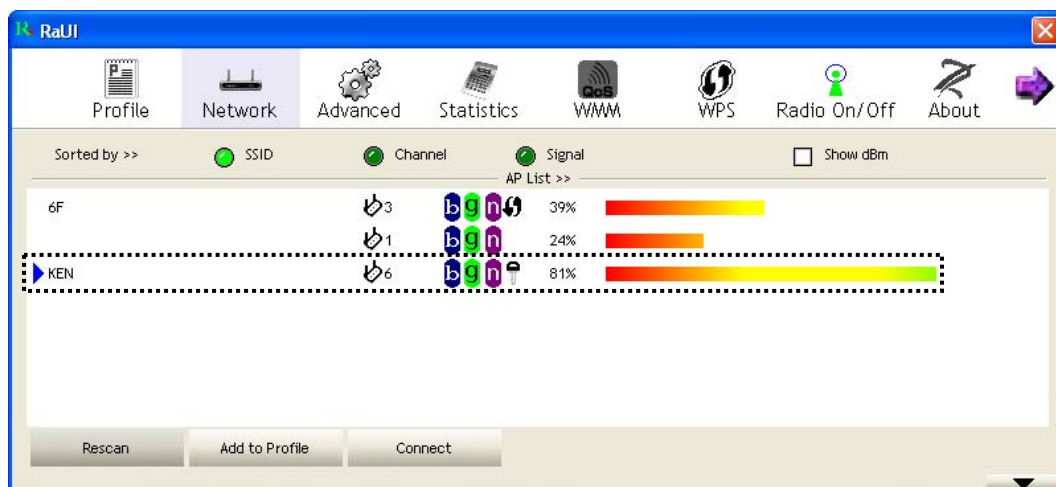 RaUI
Profile Network Advanced Statistics QoS WMM WPS Radio On/Off About
Sorted by >> SSID Channel Signal Show dBm
AP List >>
6F 3 b g n 39%
1 b g n 24%
KEN 6 b g n 81%
Rescan Add to Profile Connect